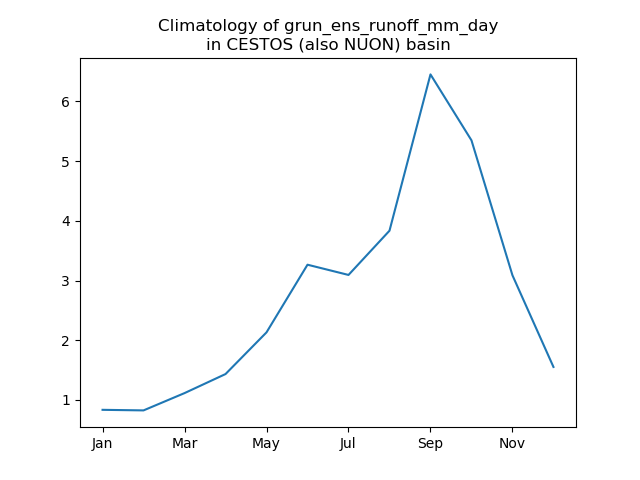 Climatology of grun_ens_runoff_mm_day
in CESTOS (also NUON) basin
6
5
4
3
2
1
Jan Mar May Jul Sep Nov